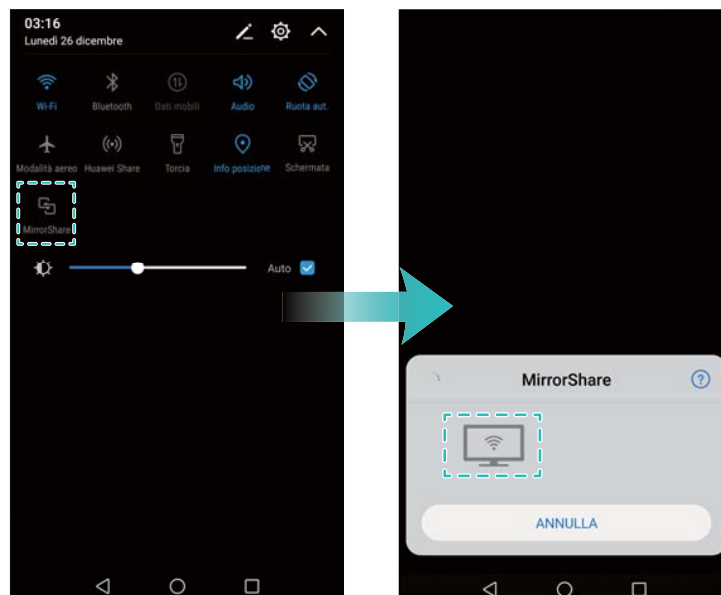 03:16
Lunedì 26 dicembre
Wi-Fi Bluetooth Dati mobili Audio Ruota aut.
Modalità aereo Huawei Share Torcia Info posizione Schermata
MirrorShare
Auto
MirrorShare
?
ANNULLA